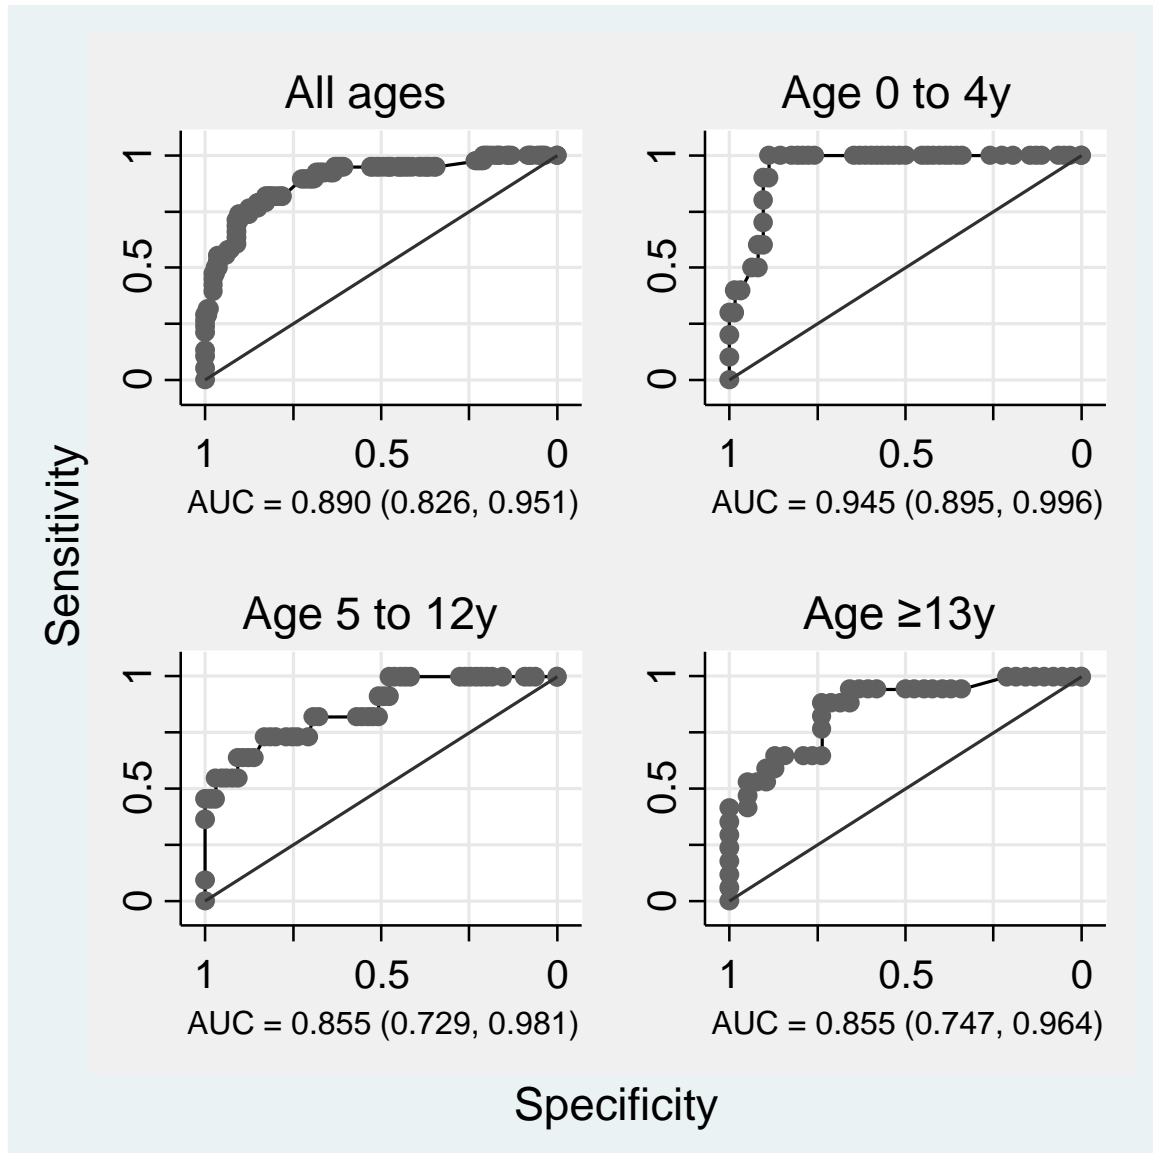 All ages
1
0.5
0
1 0.5 0
AUC = 0.890 (0.826, 0.951)
Age 0 to 4y
1
0.5
0
1 0.5 0
AUC = 0.945 (0.895, 0.996)
Sensitivity
Age 5 to 12y
1
0.5
0
1 0.5 0
AUC = 0.855 (0.729, 0.981)
Age ≥13y
1
0.5
0
1 0.5 0
AUC = 0.855 (0.747, 0.964)
Specificity